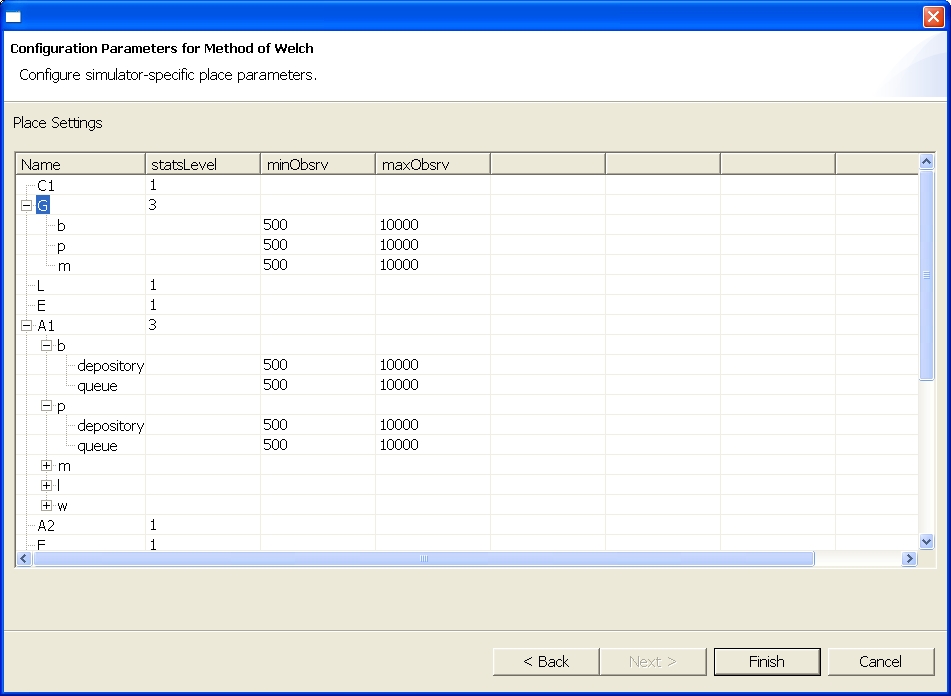 Configuration Parameters for Method of Welch
Configure simulator-specific place parameters.
Place Settings
Name statsLevel minObsrv maxObsrv
C1 1
G 3
b 500 10000
p 500 10000
m 500 10000
L 1
E 1
A1 3
b
depository 500 10000
queue 500 10000
p
depository 500 10000
queue 500 10000
m
l
w
A2 1
F 1
< Back Next > Finish Cancel